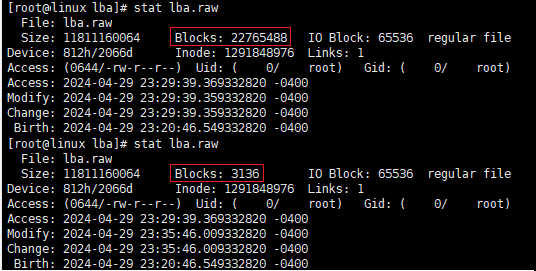 [root@linux lba]# stat lba.raw
  File: lba.raw
  Size: 11811160064     Blocks: 22765488   IO Block: 65536  regular file
Device: 812h/2066d      Inode: 1291848976  Links: 1
Access: (0644/-rw-r--r--)  Uid: (    0/    root)   Gid: (    0/    root)
Access: 2024-04-29 23:29:39.369332820 -0400
Modify: 2024-04-29 23:29:39.359332820 -0400
Change: 2024-04-29 23:29:39.359332820 -0400
 Birth: 2024-04-29 23:20:46.549332820 -0400
[root@linux lba]# stat lba.raw
  File: lba.raw
  Size: 11811160064     Blocks: 3136       IO Block: 65536  regular file
Device: 812h/2066d      Inode: 1291848976  Links: 1
Access: (0644/-rw-r--r--)  Uid: (    0/    root)   Gid: (    0/    root)
Access: 2024-04-29 23:29:39.369332820 -0400
Modify: 2024-04-29 23:35:46.009332820 -0400
Change: 2024-04-29 23:35:46.009332820 -0400
 Birth: 2024-04-29 23:20:46.549332820 -0400